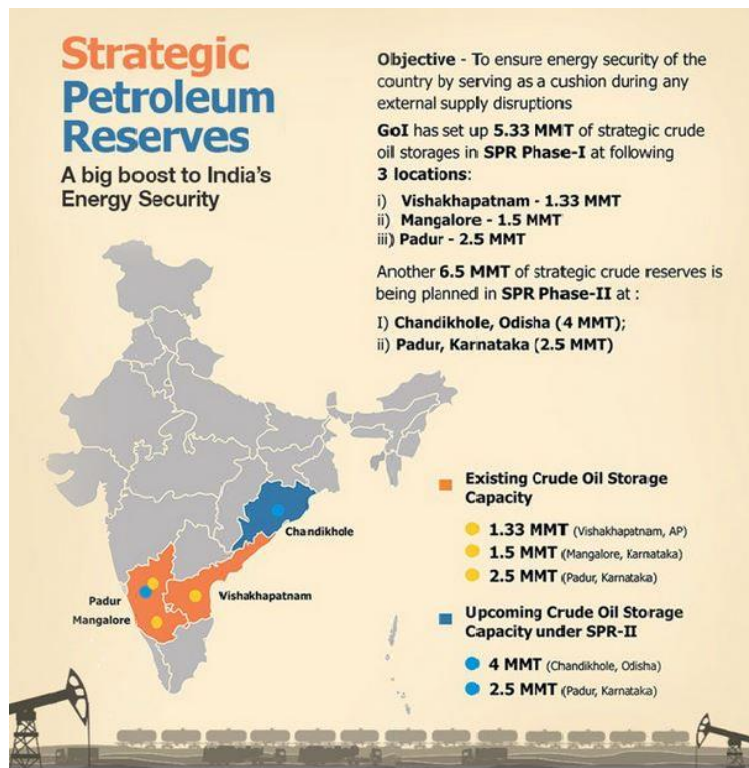 Strategic
Petroleum
Reserves
A big boost to India's
Energy Security
Objective - To ensure energy security of the
country by serving as a cushion during any
external supply disruptions
GoI has set up 5.33 MMT of strategic crude
oil storages in SPR Phase-I at following
3 locations:
i) Vishakhapatnam - 1.33 MMT
ii) Mangalore - 1.5 MMT
iii) Padur - 2.5 MMT
Another 6.5 MMT of strategic crude reserves is
being planned in SPR Phase-II at :
I) Chandikhole, Odisha (4 MMT);
ii) Padur, Karnataka (2.5 MMT)
Chandikhole
Padur
Vishakhapatnam
Mangalore
Existing Crude Oil Storage
Capacity
1.33 MMT (Vishakhapatnam, AP)
1.5 MMT (Mangalore, Karnataka)
2.5 MMT (Padur, Karnataka)
Upcoming Crude Oil Storage
Capacity under SPR-II
4 MMT (Chandikhole, Odisha)
2.5 MMT (Padur, Karnataka)